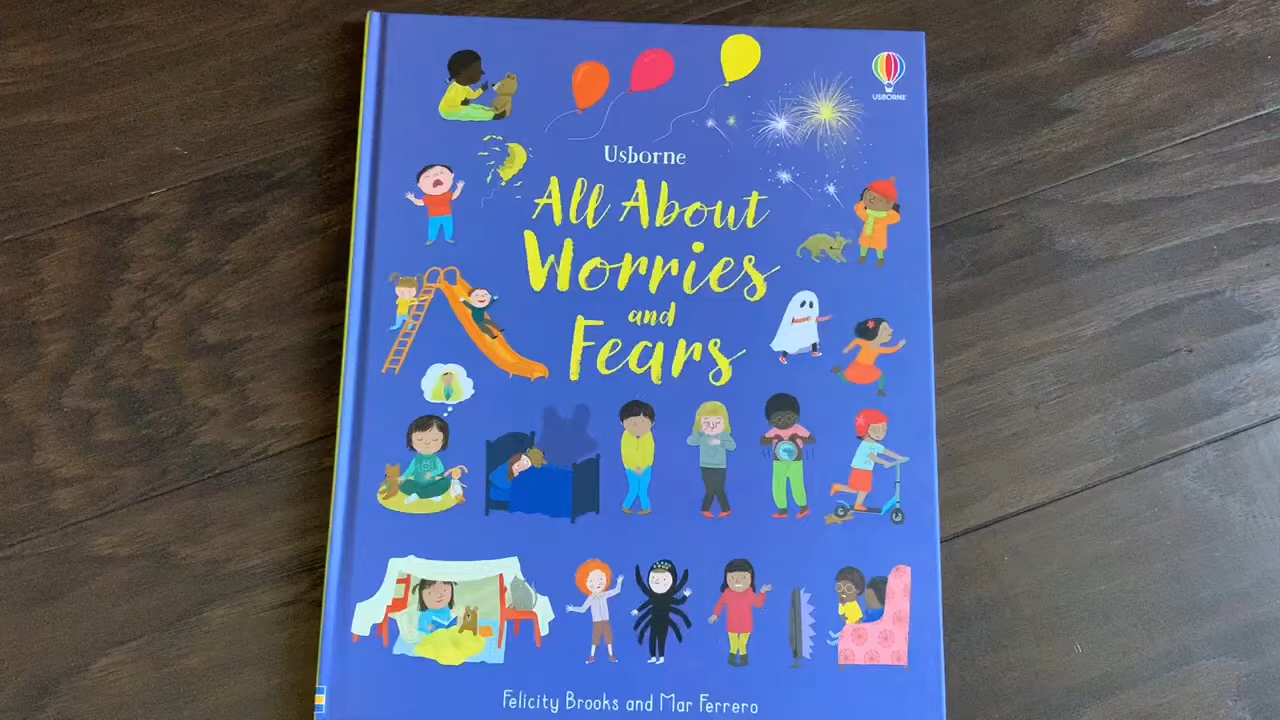 USBORNE
Usborne
All About
Worries
and
Fears
Felicity Brooks and Mar Ferrero